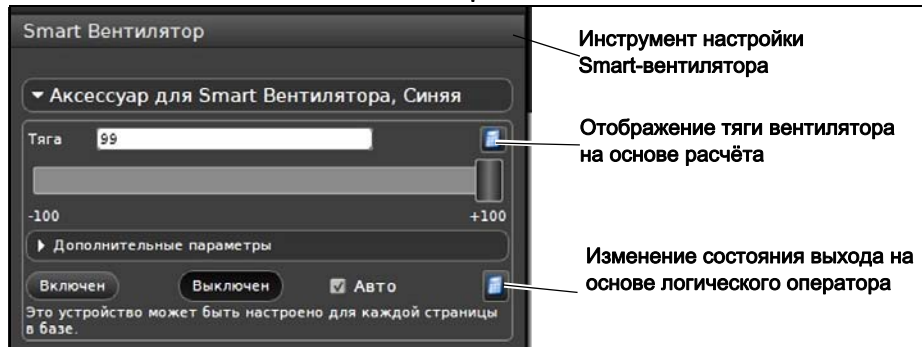 Smart Вентилятор
Инструмент настройки
Smart-вентилятора
Аксессуар для Smart Вентилятора, Синяя
Тяга 99
Отображение тяги вентилятора
на основе расчёта
-100 +100
Дополнительные параметры
Включен Выключен Авто
Изменение состояния выхода на
основе логического оператора
Это устройство может быть настроено для каждой страницы
в базе.